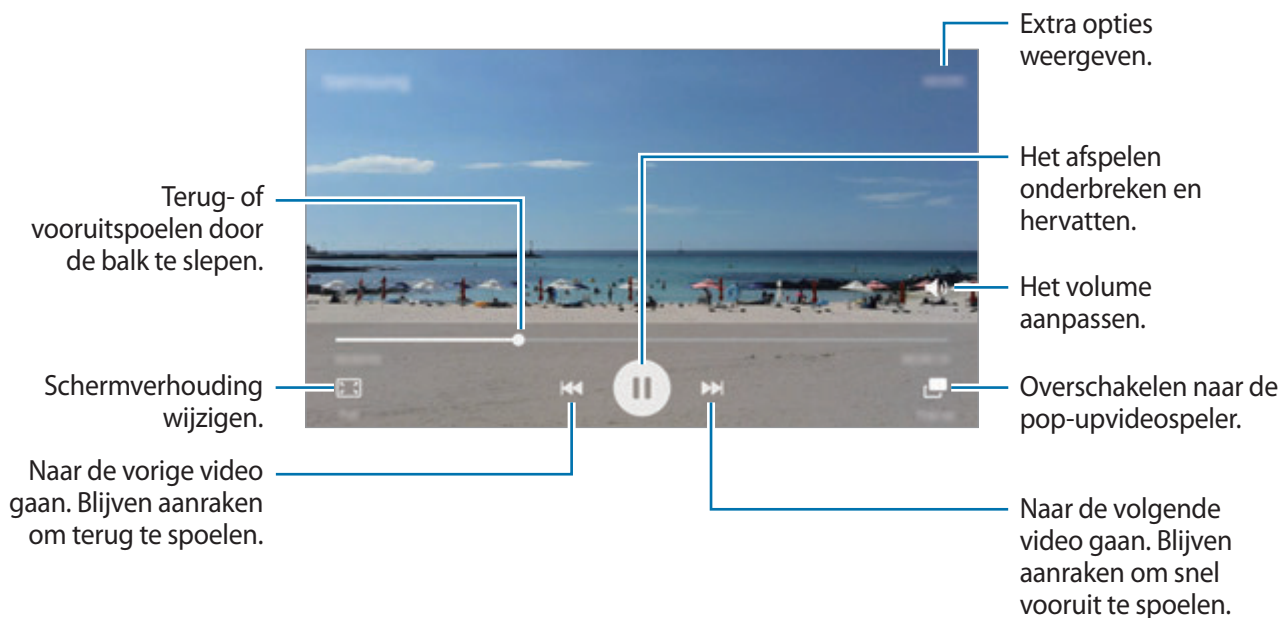 Extra opties
weergeven.
Het afspelen
onderbreken en
hervatten.
Terug- of
vooruitspoelen door
de balk te slepen.
Het volume
aanpassen.
Schermverhouding
wijzigen.
Overschakelen naar de
pop-upvideospeler.
Naar de vorige video
gaan. Blijven aanraken
om terug te spoelen.
Naar de volgende
video gaan. Blijven
aanraken om snel
vooruit te spoelen.